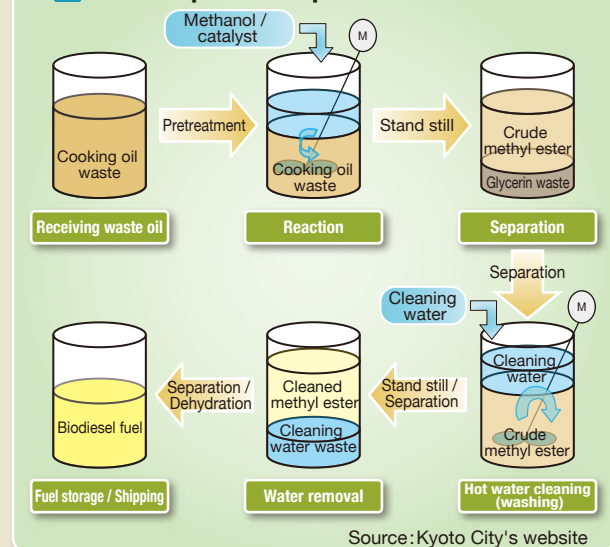 Methanol /
catalyst
M
Cooking oil
waste
Pretreatment
Cooking oil
waste
Stand still
Crude
methyl ester
Glycerin waste
Receiving waste oil
Reaction
Separation
Separation
Cleaning
water
M
Cleaning
water
Crude
methyl ester
Stand still /
Separation
Cleaned
methyl ester
Cleaning
water waste
Separation /
Dehydration
Biodiesel fuel
Fuel storage / Shipping
Water removal
Hot water cleaning
(washing)
Source:Kyoto City's website